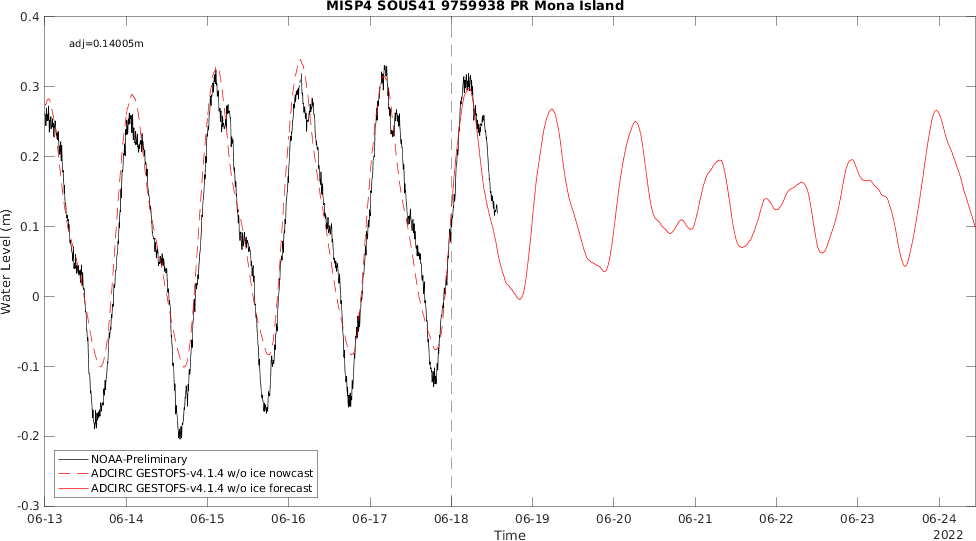 MISP4 SOUS41 9759938 PR Mona Island
adj=0.14005m
Water Level (m)
0.4
0.3
0.2
0.1
0
-0.1
-0.2
-0.3
NOAA-Preliminary
ADCIRC GESTOFS-v4.1.4 w/o ice nowcast
ADCIRC GESTOFS-v4.1.4 w/o ice forecast
06-13 06-14 06-15 06-16 06-17 06-18 06-19 06-20 06-21 06-22 06-23 06-24
Time
2022